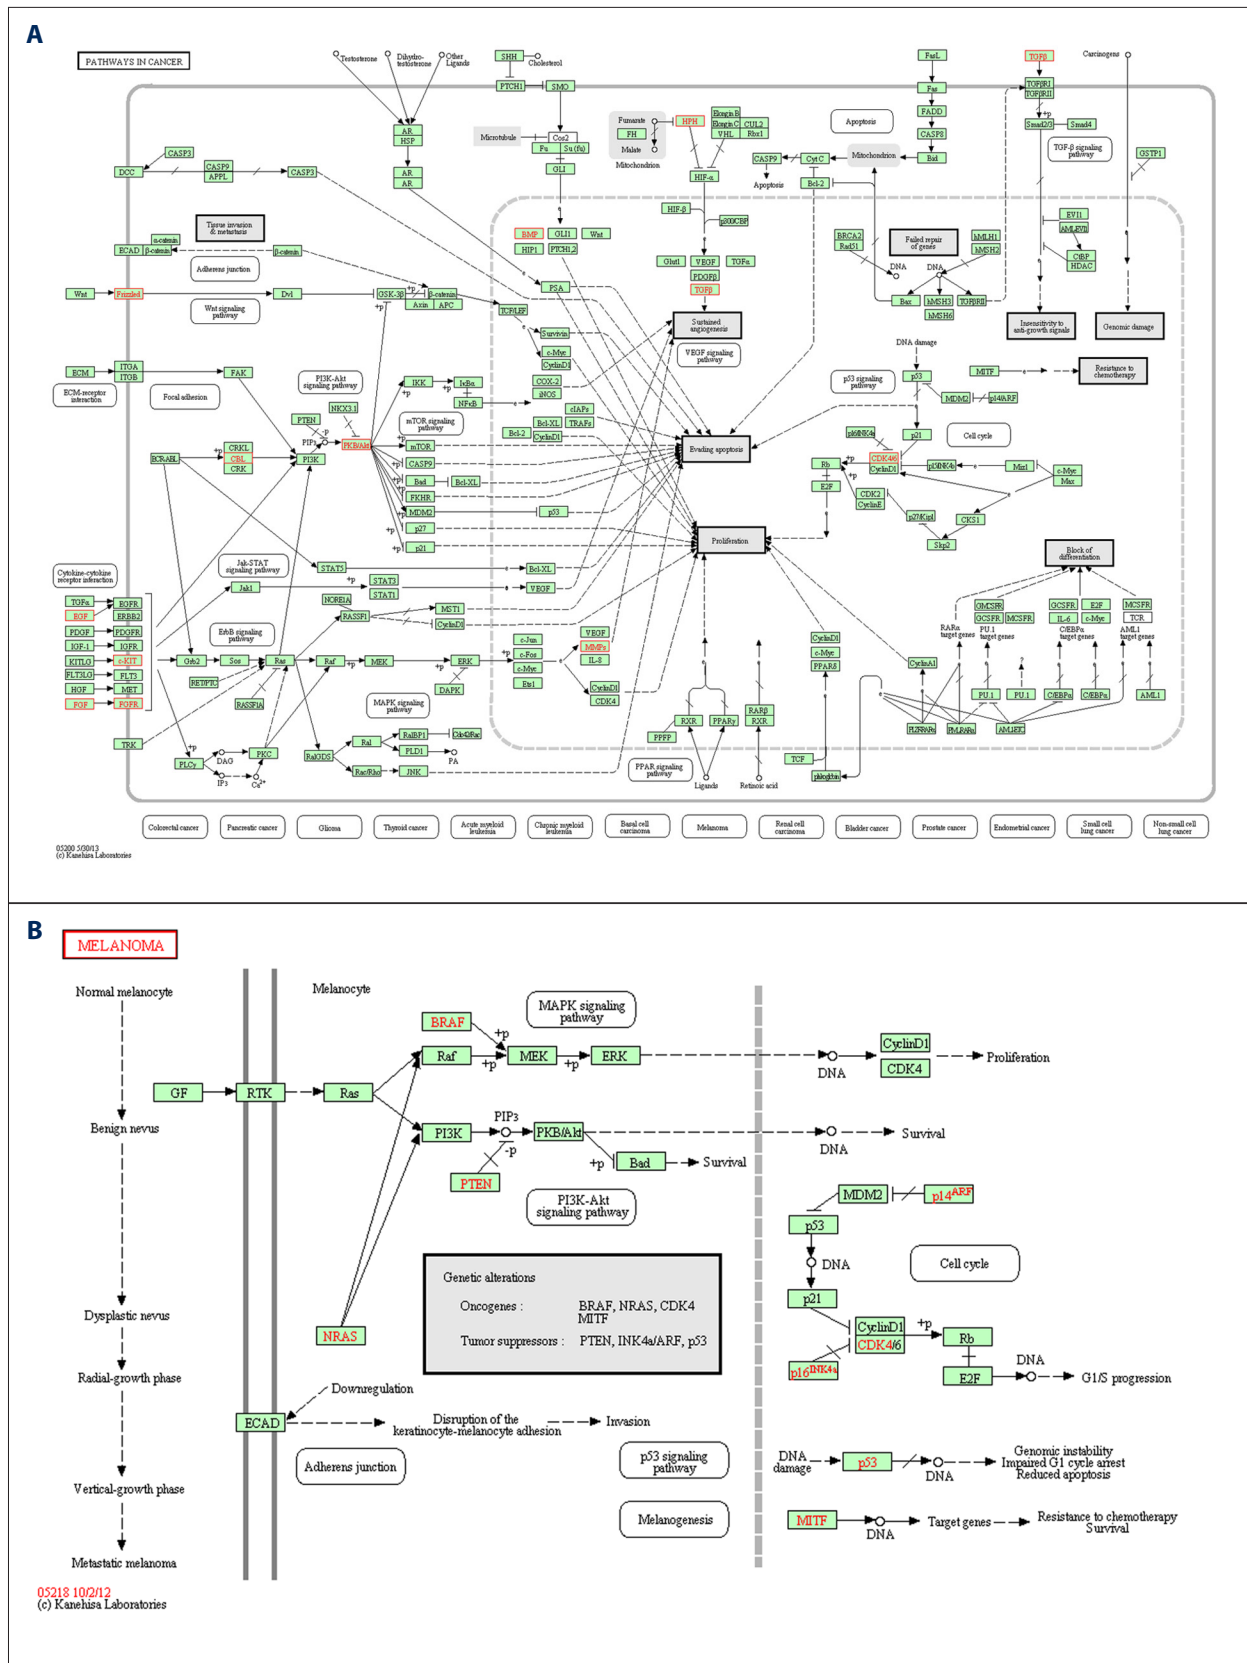 A
PATHWAYS IN CANCER
Testosterone
Dihydro-
testosterone
Other
Ligands
SHH
Cholesterol
PTCH1
SMO
FasL
Fas
FADD
CASP8
Bid
TGFβ
TGFβRI
TGFβRII
Smad2/3
Smad4
TGF-β signaling
pathway
Carcinogens
GSTP1
AR
HSP
AR
AR
Microtubule
Cos2
Fu
Su (fu)
GLI
Fumarate
FH
Malate
Mitochondrion
HPH
Elongin B
Elongin C
CUL2
VHL
Rbx1
HIF-α
Apoptosis
CASP9
CytC
Mitochondrion
Apoptosis
Bcl-2
DCC
CASP3
CASP9
APPL
CASP3
Tissue invasion
& metastasis
ECAD
α-catenin
β-catenin
β-catenin
Adherens junction
BMP
GLI1
Wnt
HIP1
PTCH1,2
HIF-β
p300CBP
Glut1
VEGF
TGFα
PDGFβ
TGFβ
BRCA2
Rad51
Failed repair
of genes
hMLH1
hMSH2
DNA
DNA
Bax
hMSH3
TGFβRII
hMSH6
EVI1
AML1-EVI1
CtBP
HDAC
Wnt
Frizzled
Dvl
GSK-3β
+p
β-catenin
Axin
APC
+p
Wnt signaling
pathway
TCF/LEF
PSA
Survivin
c-Myc
CyclinD1
Sustained
angiogenesis
VEGF signaling
pathway
Insensitivity to
anti-growth signals
Genomic damage
ECM
ITGA
ITGB
FAK
ECM-receptor
interaction
Focal adhesion
PI3K-Akt
signaling pathway
IKK
IκBα
NFκB
COX-2
iNOS
DNA damage
p53
p53 signaling
pathway
MITF
Resistance to
chemotherapy
MDM2
p14/ARF
PTEN
NKX3.1
PIP3
-p
PKB/Akt
mTOR signaling
pathway
mTOR
Bcl-2
Bcl-XL
CyclinD1
cIAPs
TRAFs
Evading apoptosis
p21
Cell cycle
BCR-ABL
CRKL
CBL
CRK
+p
PI3K
CASP9
Bad
Bcl-XL
FKHR
MDM2
p53
p27
p21
p16/INK4a
CDK4/6
CyclinD1
p15/INK4b
Miz1
c-Myc
Max
Rb
+p
E2F
CDK2
CyclinE
p27/Kip1
CKS1
Skp2
Proliferation
Block of
differentiation
Cytokine-cytokine
receptor interaction
Jak-STAT
signaling pathway
STAT5
Bcl-XL
Jak1
+p
STAT3
STAT1
VEGF
TGFα
EGFR
EGF
ERBB2
PDGF
PDGFR
IGF-1
IGFR
KITLG
c-KIT
FLT3LG
FLT3
HGF
MET
FGF
FGFR
TRK
NORE1A
RASSF1
MST1
CyclinD1
ErbB signaling
pathway
Grb2
Sos
Ras
Raf
+p
MEK
+p
ERK
+p
DAPK
RET/PTC
RASSF1A
MAPK signaling
pathway
c-Jun
c-Fos
c-Myc
Ets1
VEGF
MMPs
IL-8
CyclinD1
CDK4
PLCγ
+p
DAG
IP3
PKC
Ca2+
RalGDS
Ral
RalBP1
Cdc42/Rac
PLD1
PA
Rac/Rho
JNK
RXR
PPARγ
PPFP
PPAR signaling
pathway
Ligands
RARβ
RXR
Retinoic acid
CyclinD1
c-Myc
PPARδ
TCF
CyclinA1
GMCSFR
GCSFR
MCSFR
RARα
target genes
PU.1
target genes
GCSFR
E2F
IL-6
c-Myc
C/EBPα
target genes
MCSFR
TCR
AML1
target genes
?
PU.1
PU.1
C/EBPα
C/EBPα
AML1
PML-RARα
Colorectal cancer
Pancreatic cancer
Glioma
Thyroid cancer
Acute myeloid
leukemia
Chronic myeloid
leukemia
Basal cell
carcinoma
Melanoma
Renal cell
carcinoma
Bladder cancer
Prostate cancer
Endometrial cancer
Small cell
lung cancer
Non-small cell
lung cancer
05200 5/30/13
(c) Kanehisa Laboratories
B
MELANOMA
Normal melanocyte
Benign nevus
Dysplastic nevus
Radial-growth phase
Vertical-growth phase
Metastatic melanoma
Melanocyte
BRAF
+p
MAPK signaling
pathway
Raf
+p
MEK
+p
ERK
DNA
CyclinD1
CDK4
Proliferation
GF
RTK
Ras
PI3K
PIP3
-p
PKB/Akt
DNA
Survival
+p
Bad
Survival
PTEN
PI3K-Akt
signaling pathway
MDM2
p14ARF
p53
DNA
Cell cycle
p21
Genetic alterations
Oncogenes : BRAF, NRAS, CDK4
MITF
Tumor suppressors : PTEN, INK4a/ARF, p53
NRAS
CyclinD1
CDK4/6
+p
Rb
p16INK4a
E2F
DNA
G1/S progression
Downregulation
ECAD
Disruption of the
keratinocyte-melanocyte adhesion
Invasion
Adherens junction
p53 signaling
pathway
Melanogenesis
DNA
damage
p53
DNA
Genomic instability
Impaired G1 cycle arrest
Reduced apoptosis
MITF
DNA
Target genes
Resistance to chemotherapy
Survival
05218 10/2/12
(c) Kanehisa Laboratories